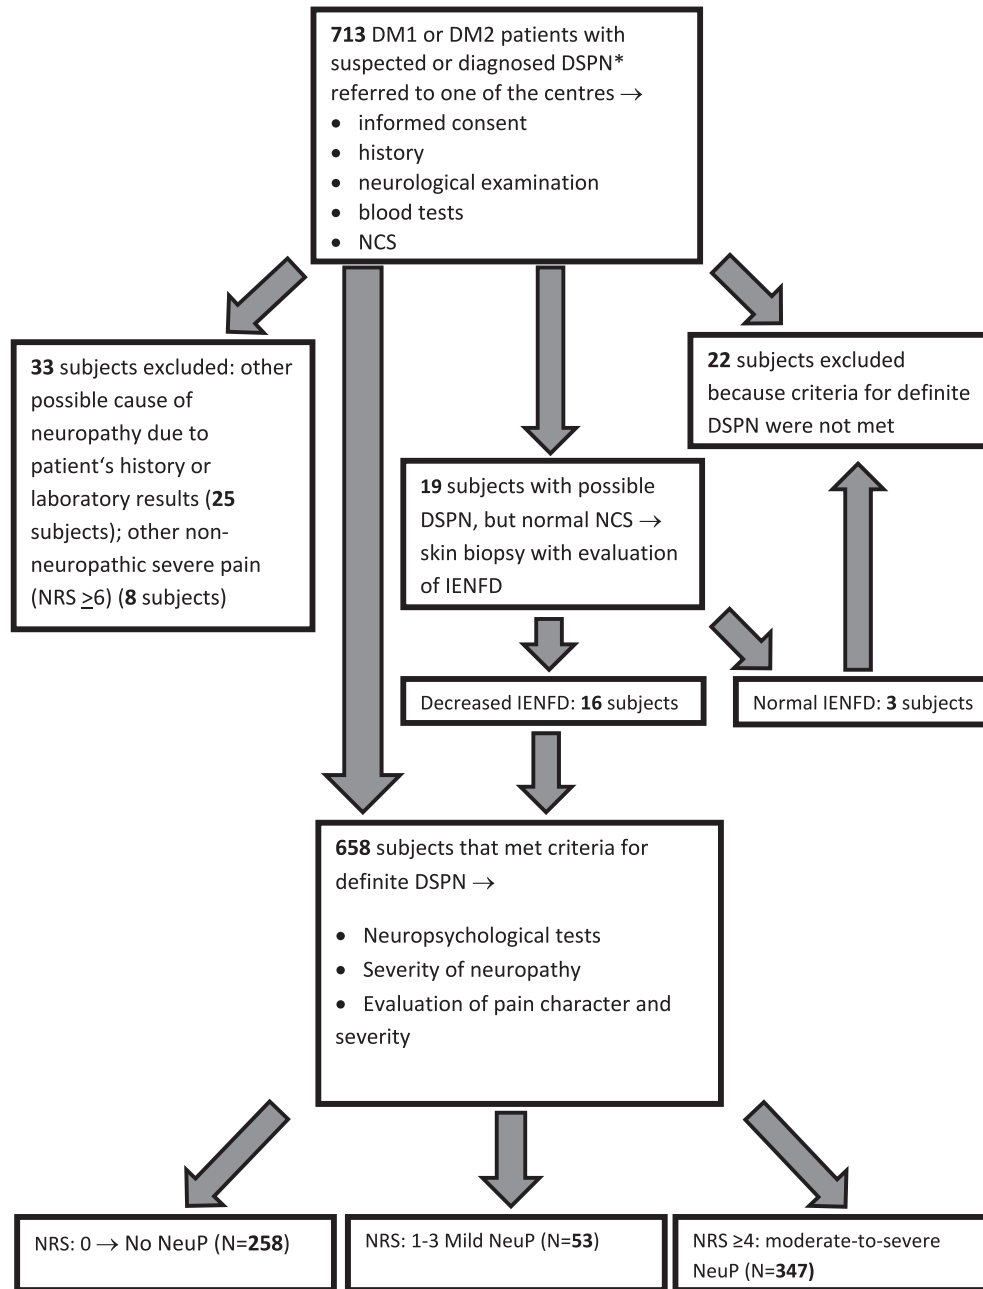 713 DM1 or DM2 patients with
suspected or diagnosed DSPN*
referred to one of the centres →
• informed consent
• history
• neurological examination
• blood tests
• NCS
33 subjects excluded: other
possible cause of
neuropathy due to
patient‘s history or
laboratory results (25
subjects); other non-
neuropathic severe pain
(NRS ≥6) (8 subjects)
22 subjects excluded
because criteria for definite
DSPN were not met
19 subjects with possible
DSPN, but normal NCS →
skin biopsy with evaluation
of IENFD
Decreased IENFD: 16 subjects
Normal IENFD: 3 subjects
658 subjects that met criteria for
definite DSPN →
• Neuropsychological tests
• Severity of neuropathy
• Evaluation of pain character and
severity
NRS: 0 → No NeuP (N=258)
NRS: 1-3 Mild NeuP (N=53)
NRS ≥4: moderate-to-severe
NeuP (N=347)